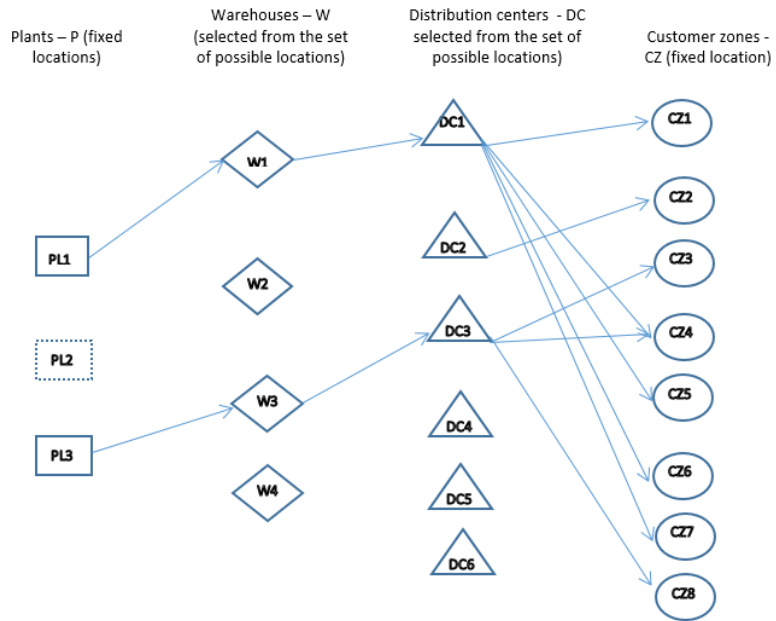 Plants – P (fixed
locations)
Warehouses – W
(selected from the set
of possible locations)
Distribution centers - DC
selected from the set of
possible locations)
Customer zones -
CZ (fixed location)
PL1
PL2
PL3
W1
W2
W3
W4
DC1
DC2
DC3
DC4
DC5
DC6
CZ1
CZ2
CZ3
CZ4
CZ5
CZ6
CZ7
CZ8